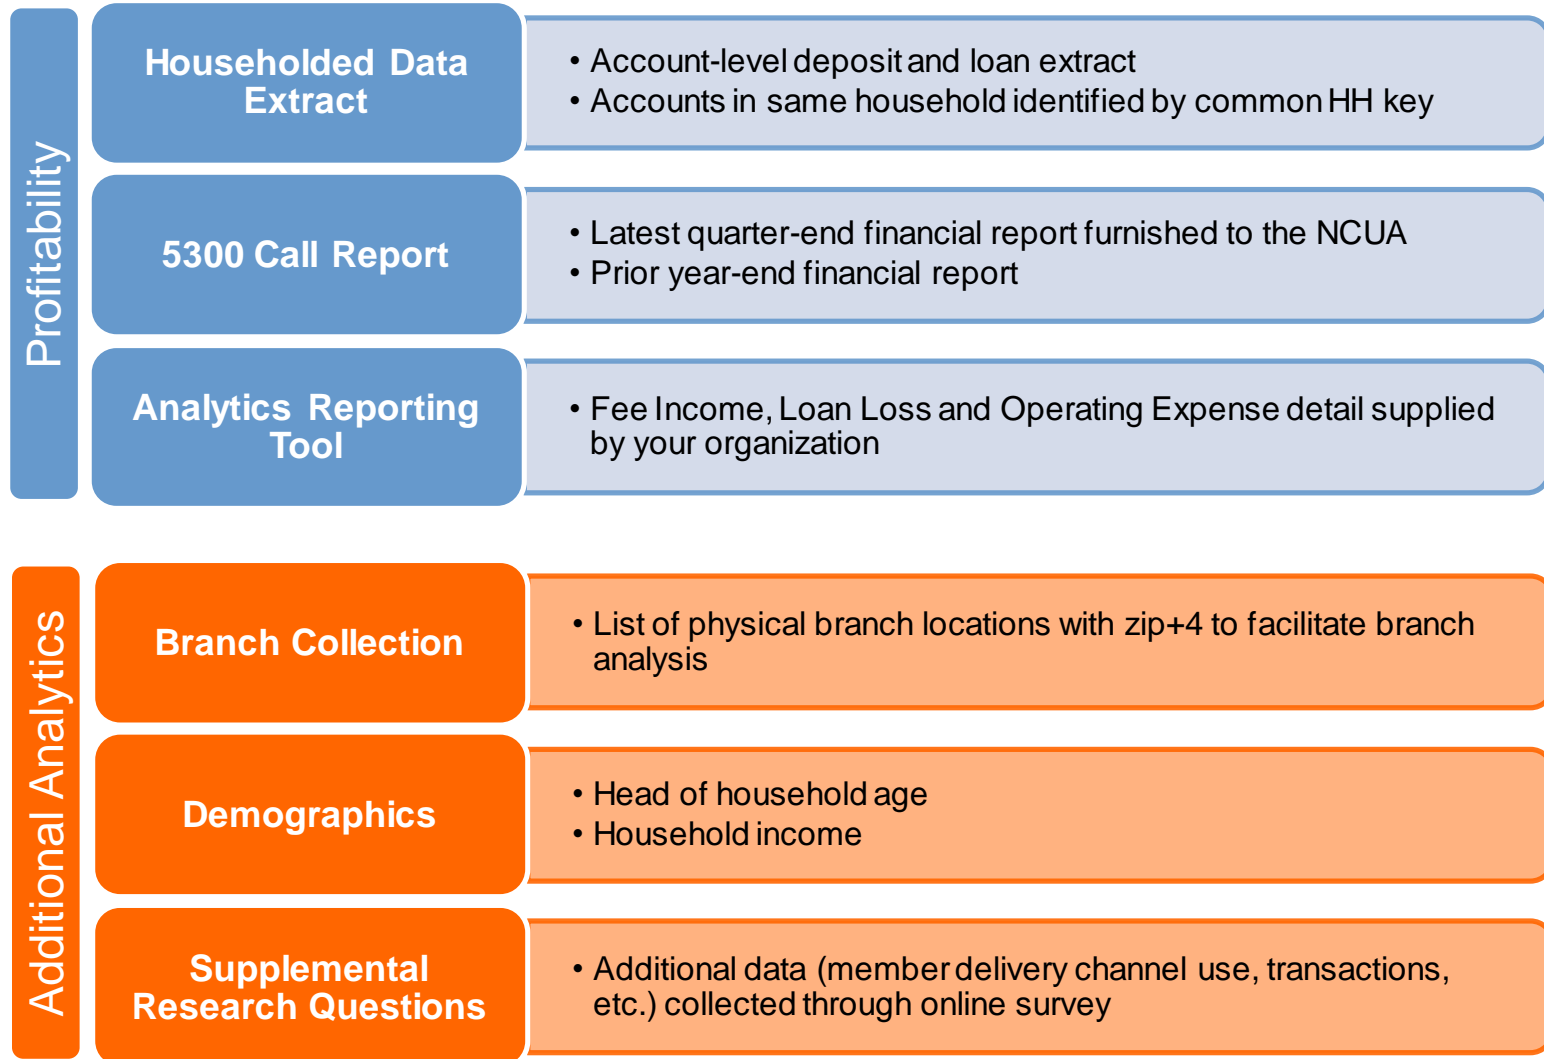 Profitability
Householded Data
Extract
• Account-level deposit and loan extract
• Accounts in same household identified by common HH key
5300 Call Report
• Latest quarter-end financial report furnished to the NCUA
• Prior year-end financial report
Analytics Reporting
Tool
• Fee Income, Loan Loss and Operating Expense detail supplied
by your organization
Additional Analytics
Branch Collection
• List of physical branch locations with zip+4 to facilitate branch
analysis
Demographics
• Head of household age
• Household income
Supplemental
Research Questions
• Additional data (member delivery channel use, transactions,
etc.) collected through online survey